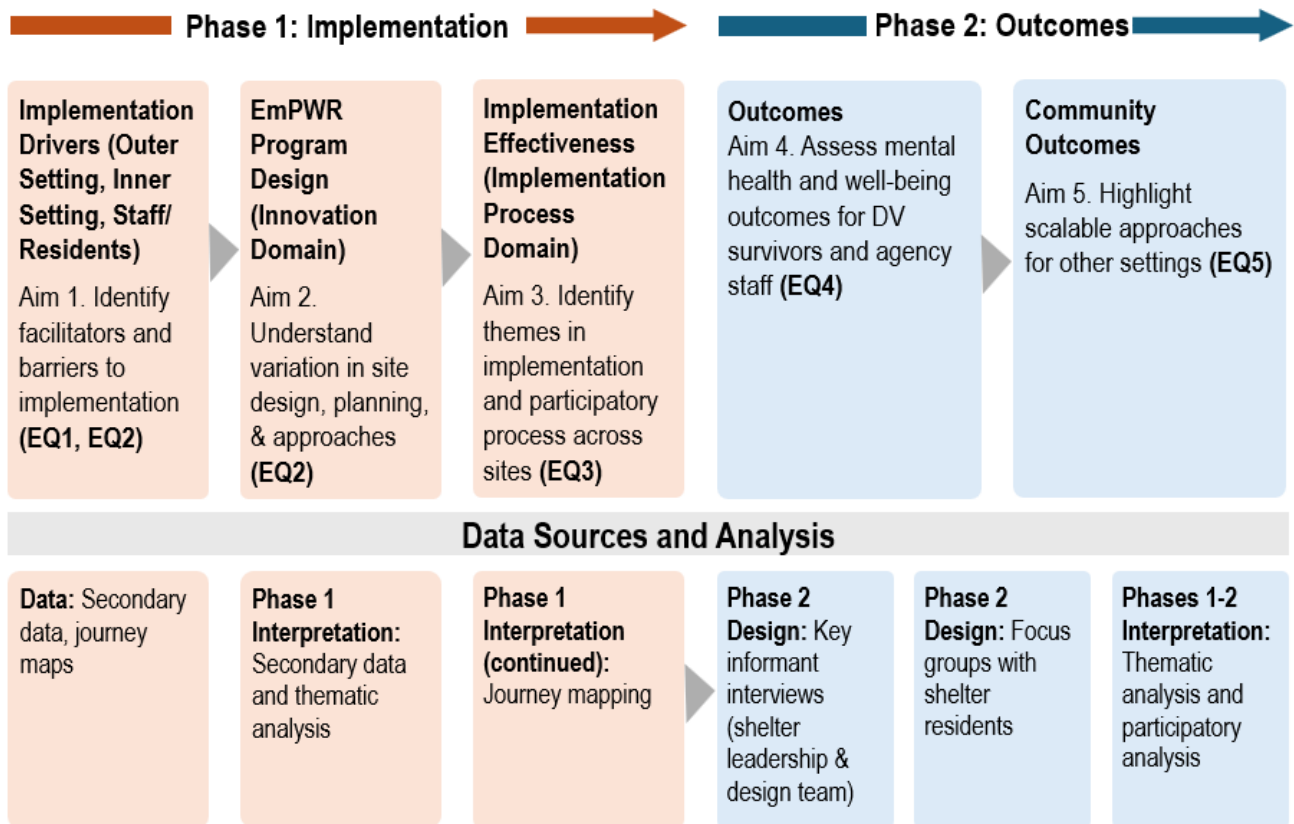 Phase 1: Implementation
Phase 2: Outcomes
Implementation
Drivers (Outer
Setting, Inner
Setting, Staff/
Residents)
Aim 1. Identify
facilitators and
barriers to
implementation
(EQ1, EQ2)
EmPWR
Program
Design
(Innovation
Domain)
Aim 2.
Understand
variation in site
design, planning,
& approaches
(EQ2)
Implementation
Effectiveness
(Implementation
Process
Domain)
Aim 3. Identify
themes in
implementation
and participatory
process across
sites (EQ3)
Outcomes
Aim 4. Assess mental
health and well-being
outcomes for DV
survivors and agency
staff (EQ4)
Community
Outcomes
Aim 5. Highlight
scalable approaches
for other settings (EQ5)
Data Sources and Analysis
Data: Secondary
data, journey
maps
Phase 1
Interpretation:
Secondary data
and thematic
analysis
Phase 1
Interpretation
(continued):
Journey mapping
Phase 2
Design: Key
informant
interviews
(shelter
leadership &
design team)
Phase 2
Design: Focus
groups with
shelter
residents
Phases 1-2
Interpretation:
Thematic
analysis and
participatory
analysis